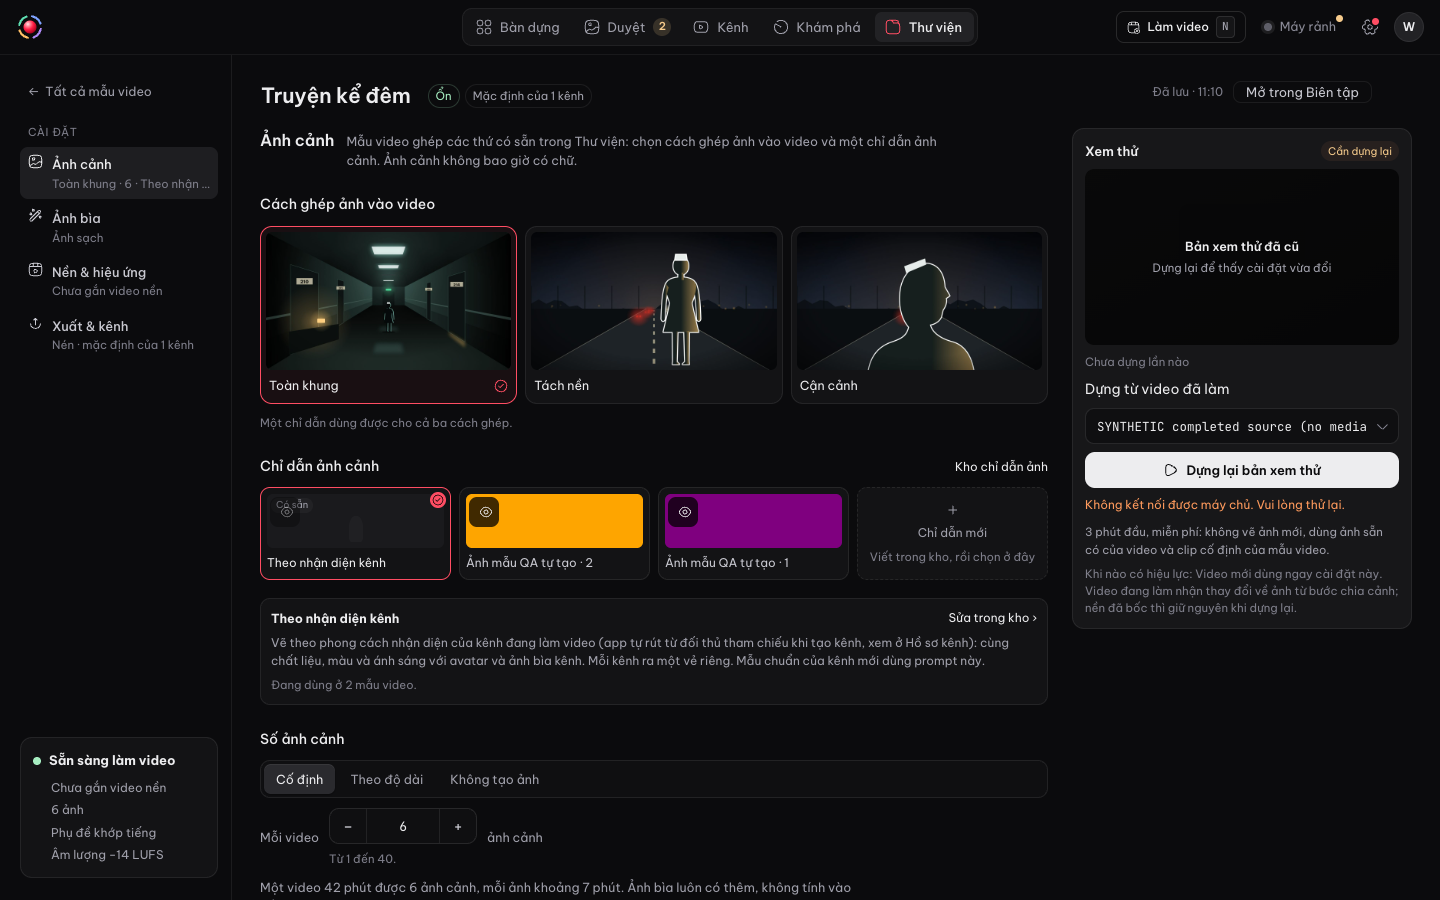 Bàn dựng
Duyệt 2
Kênh
Khám phá
Thư viện
Làm video N
Máy rảnh
W
← Tất cả mẫu video
CÀI ĐẶT
Ảnh cảnh
Toàn khung · 6 · Theo nhận ...
Ảnh bìa
Ảnh sạch
Nền & hiệu ứng
Chưa gắn video nền
Xuất & kênh
Nén · mặc định của 1 kênh
Sẵn sàng làm video
Chưa gắn video nền
6 ảnh
Phụ đề khớp tiếng
Âm lượng -14 LUFS
Truyện kể đêm
Ổn
Mặc định của 1 kênh
Đã lưu · 11:10
Mở trong Biên tập
Ảnh cảnh
Mẫu video ghép các thứ có sẵn trong Thư viện: chọn cách ghép ảnh vào video và một chỉ dẫn ảnh
cảnh. Ảnh cảnh không bao giờ có chữ.
Cách ghép ảnh vào video
Toàn khung
Tách nền
Cận cảnh
Một chỉ dẫn dùng được cho cả ba cách ghép.
Chỉ dẫn ảnh cảnh
Kho chỉ dẫn ảnh
Có sẵn
Theo nhận diện kênh
Ảnh mẫu QA tự tạo · 2
Ảnh mẫu QA tự tạo · 1
+
Chỉ dẫn mới
Viết trong kho, rồi chọn ở đây
Theo nhận diện kênh
Sửa trong kho ›
Vẽ theo phong cách nhận diện của kênh đang làm video (app tự rút từ đối thủ tham chiếu khi tạo kênh, xem ở Hồ sơ kênh): cùng
chất liệu, màu và ánh sáng với avatar và ảnh bìa kênh. Mỗi kênh ra một vẻ riêng. Mẫu chuẩn của kênh mới dùng prompt này.
Đang dùng ở 2 mẫu video.
Số ảnh cảnh
Cố định
Theo độ dài
Không tạo ảnh
Mỗi video − 6 + ảnh cảnh
Từ 1 đến 40.
Một video 42 phút được 6 ảnh cảnh, mỗi ảnh khoảng 7 phút. Ảnh bìa luôn có thêm, không tính vào
Xem thử
Cần dựng lại
Bản xem thử đã cũ
Dựng lại để thấy cài đặt vừa đổi
Chưa dựng lần nào
Dựng từ video đã làm
SYNTHETIC completed source (no media
Dựng lại bản xem thử
Không kết nối được máy chủ. Vui lòng thử lại.
3 phút đầu, miễn phí: không vẽ ảnh mới, dùng ảnh sẵn
có của video và clip cố định của mẫu video.
Khi nào có hiệu lực: Video mới dùng ngay cài đặt này.
Video đang làm nhận thay đổi về ảnh từ bước chia cảnh;
nền đã bốc thì giữ nguyên khi dựng lại.